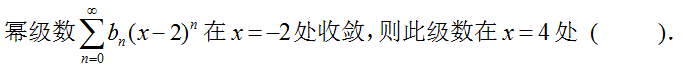 幂级数$\sum_{n=0}^{\infty} b_n(x-2)^n$在$x=-2$处收敛,则此级数在$x=4$处 (      ).